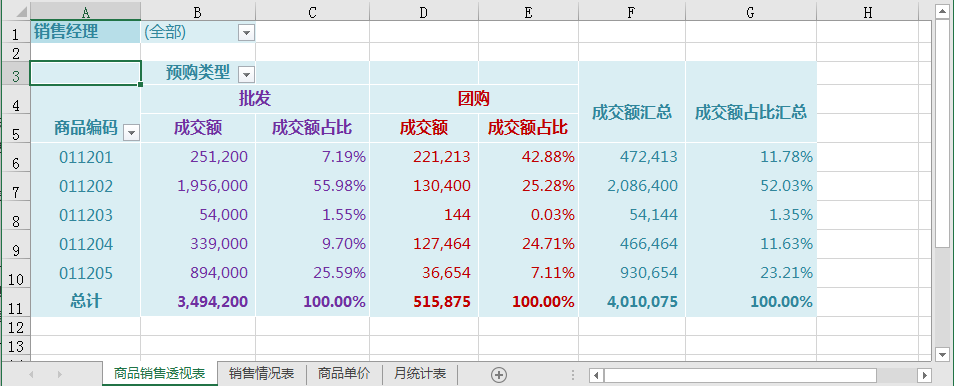 A B C D E F G H
1 销售经理 (全部)
2
3 预购类型
4 批发 团购 成交额汇总 成交额占比汇总
5 商品编码 成交额 成交额占比 成交额 成交额占比
6 011201 251,200 7.19% 221,213 42.88% 472,413 11.78%
7 011202 1,956,000 55.98% 130,400 25.28% 2,086,400 52.03%
8 011203 54,000 1.55% 144 0.03% 54,144 1.35%
9 011204 339,000 9.70% 127,464 24.71% 466,464 11.63%
10 011205 894,000 25.59% 36,654 7.11% 930,654 23.21%
11 总计 3,494,200 100.00% 515,875 100.00% 4,010,075 100.00%
12
13
商品销售透视表 销售情况表 商品单价 月统计表